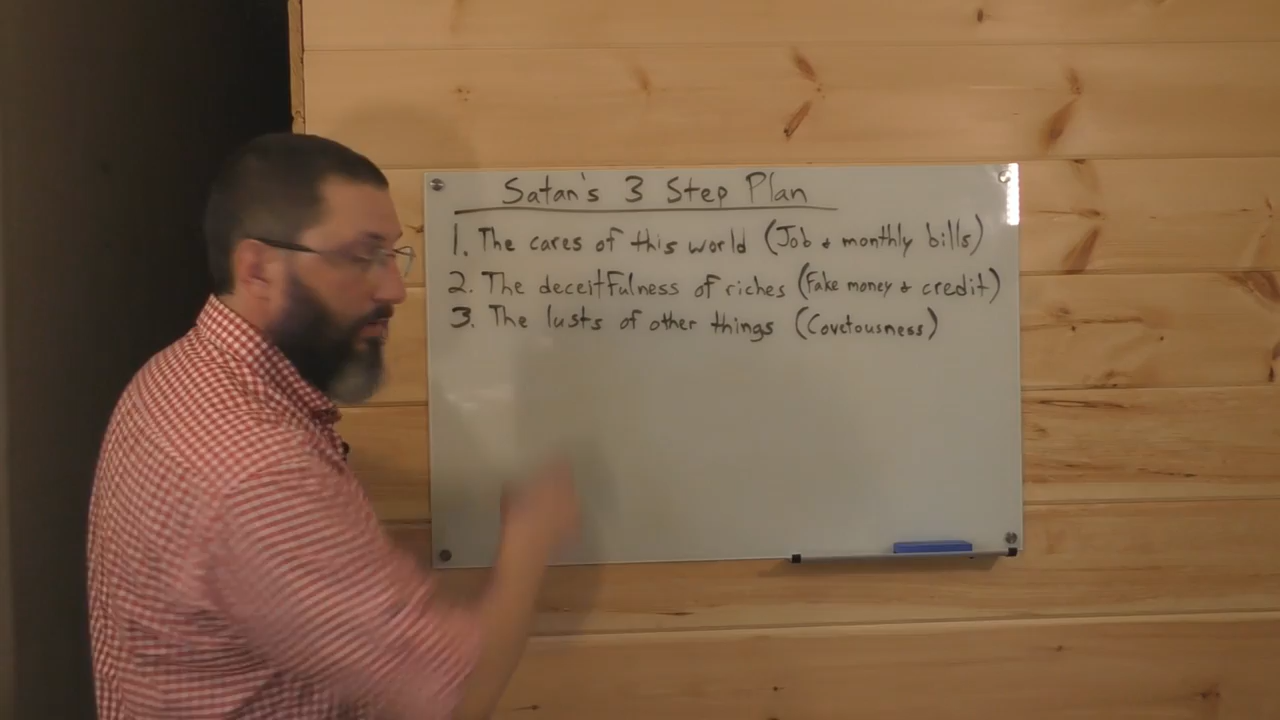 Satan's 3 Step Plan
1. The cares of this world (Job & monthly bills)
2. The deceitfulness of riches (Fake money & credit)
3. The lusts of other things (Covetousness)